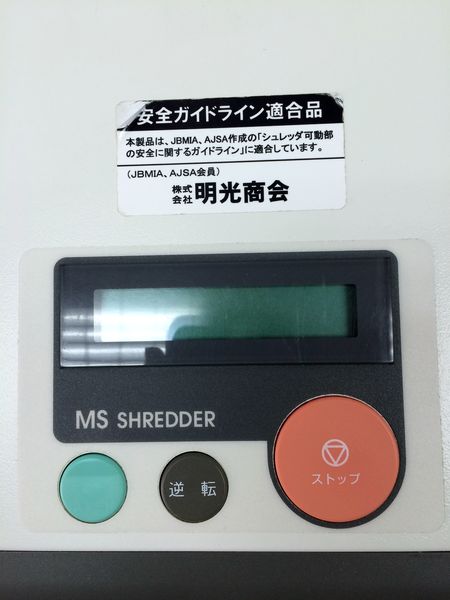 安全ガイドライン適合品
本製品は、JBMIA、AJSA作成の「シュレッダ可動部
の安全に関するガイドライン」に適合しています。
(JBMIA、AJSA会員)
株式会社 明光商会
MS SHREDDER
逆転
ストップ